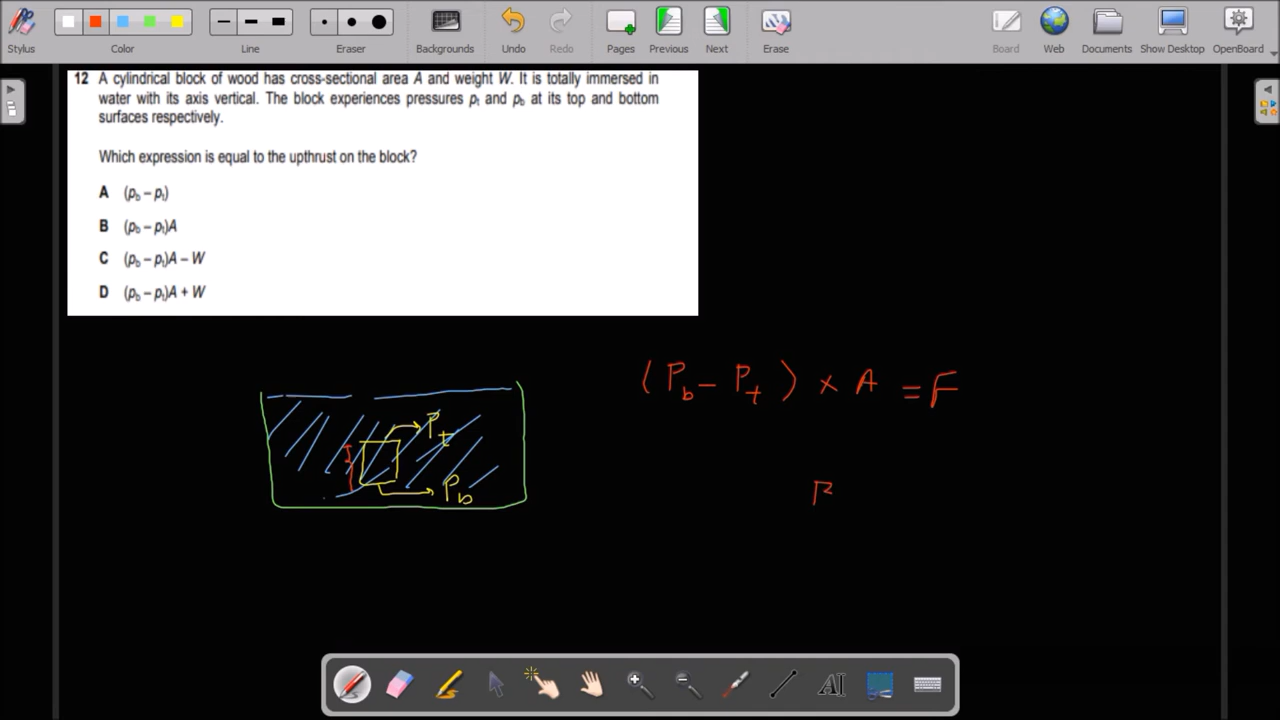 Stylus
Color
Line
Eraser
Backgrounds
Undo
Redo
Pages
Previous
Next
Erase
Board
Web
Documents
Show Desktop
OpenBoard
12 A cylindrical block of wood has cross-sectional area A and weight W. It is totally immersed in
water with its axis vertical. The block experiences pressures pt and pb at its top and bottom
surfaces respectively.
Which expression is equal to the upthrust on the block?
A (pb – pt)
B (pb – pt)A
C (pb – pt)A – W
D (pb – pt)A + W
(Pb – Pt) × A = F
Pt
Pb
P
AI